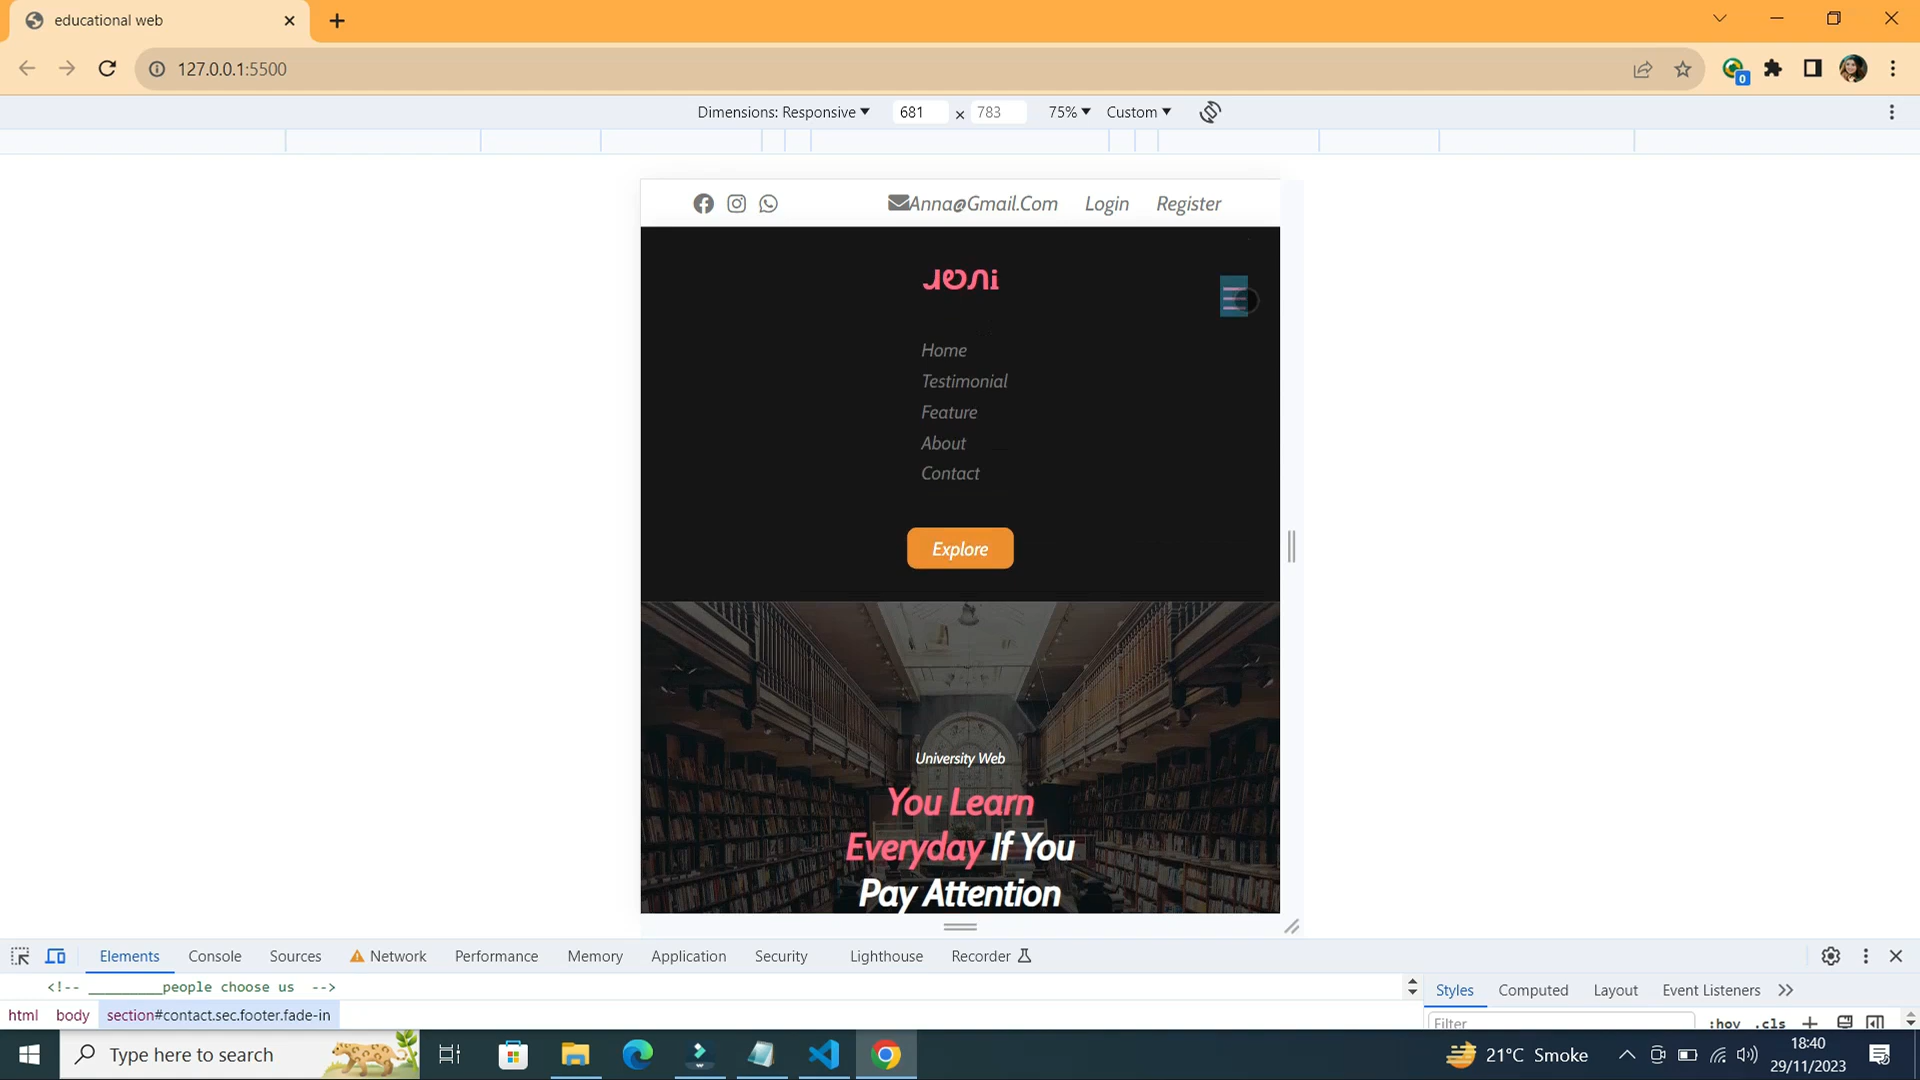 educational web
127.0.0.1:5500
Dimensions: Responsive 681 × 783 75% Custom
Anna@Gmail.Com Login Register
Home
Testimonial
Feature
About
Contact
Explore
University Web
You Learn
Everyday If You
Pay Attention
Elements Console Sources Network Performance Memory Application Security Lighthouse Recorder
<!-- _________people choose us -->
Styles Computed Layout Event Listeners
html body section#contact.sec.footer.fade-in
Filter :hov .cls
Type here to search
0
21°C Smoke
18:40
29/11/2023